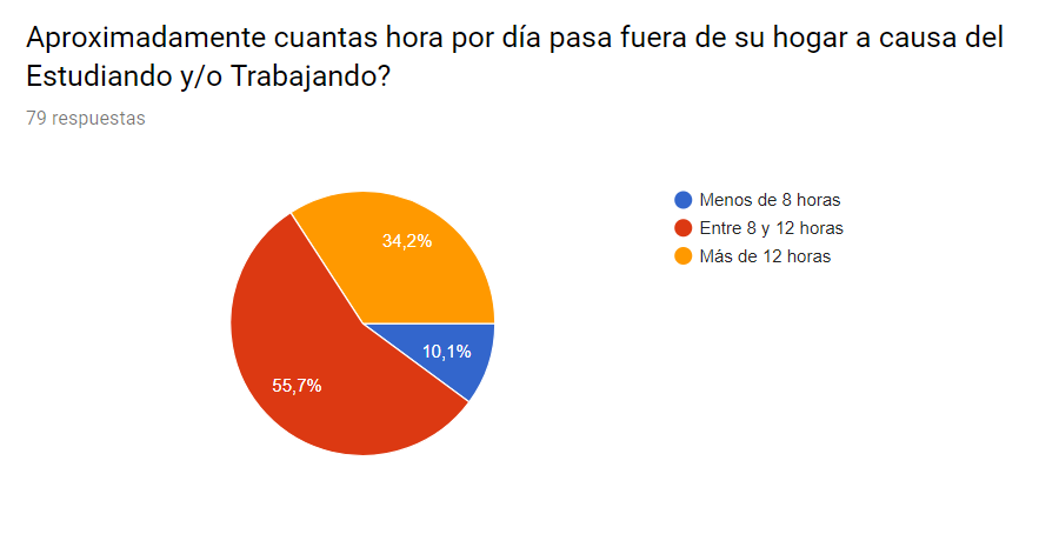 Aproximadamente cuantas hora por día pasa fuera de su hogar a causa del
Estudiando y/o Trabajando?
79 respuestas
Menos de 8 horas
Entre 8 y 12 horas
Más de 12 horas
34,2%
10,1%
55,7%